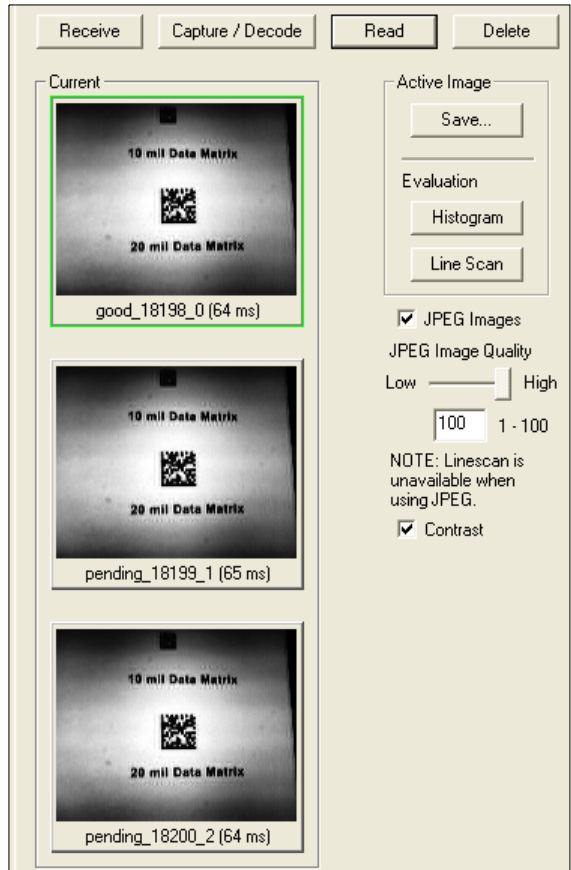 Receive Capture / Decode Read Delete
Current
10 mil Data Matrix
20 mil Data Matrix
good_18198_0 (64 ms)
10 mil Data Matrix
20 mil Data Matrix
pending_18199_1 (65 ms)
10 mil Data Matrix
20 mil Data Matrix
pending_18200_2 (64 ms)
Active Image
Save...
Evaluation
Histogram
Line Scan
JPEG Images
JPEG Image Quality
Low High
100 1 - 100
NOTE: Linescan is
unavailable when
using JPEG.
Contrast